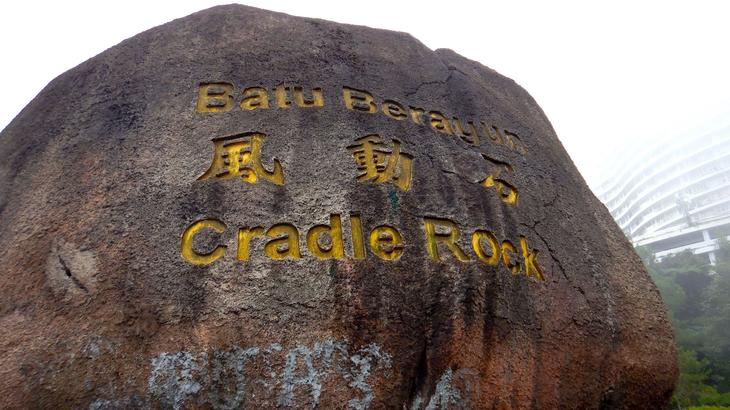 Batu Berayun
風動石
Cradle Rock